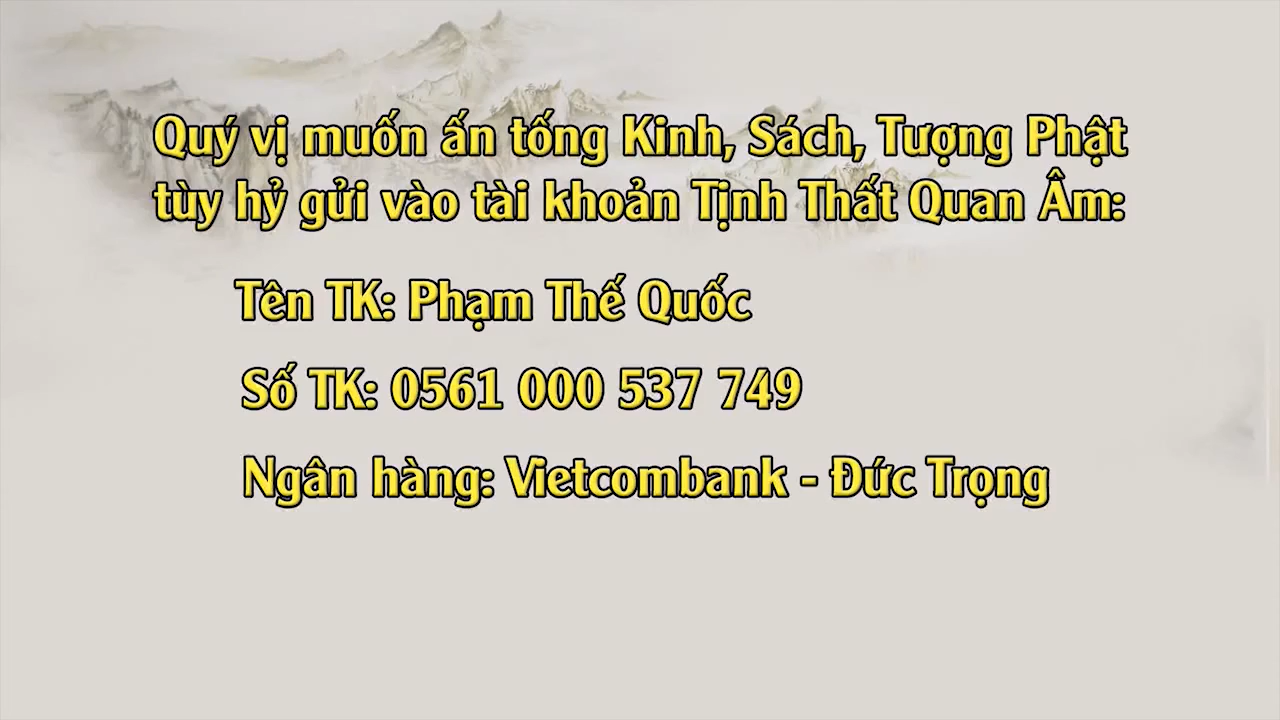 Quý vị muốn ấn tống Kinh, Sách, Tượng Phật
tùy hỷ gửi vào tài khoản Tịnh Thất Quan Âm:
Tên TK: Phạm Thế Quốc
Số TK: 0561 000 537 749
Ngân hàng: Vietcombank - Đức Trọng